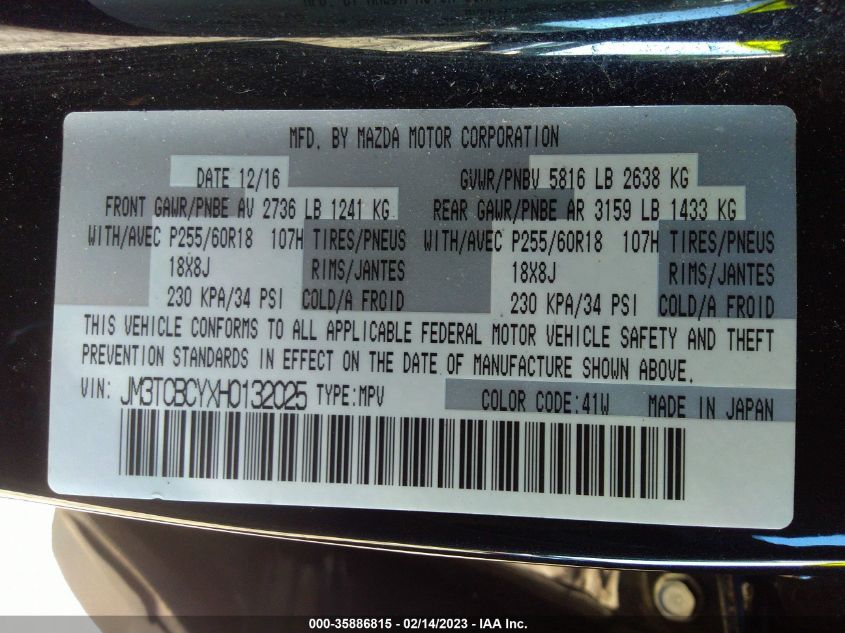 MFD. BY MAZDA MOTOR CORPORATION
DATE 12/16 GVWR/PNBV 5816 LB 2638 KG
FRONT GAWR/PNBE AV 2736 LB 1241 KG REAR GAWR/PNBE AR 3159 LB 1433 KG
WITH/AVEC P255/60R18 107H TIRES/PNEUS WITH/AVEC P255/60R18 107H TIRES/PNEUS
18X8J RIMS/JANTES 18X8J RIMS/JANTES
230 KPA/34 PSI COLD/A FROID 230 KPA/34 PSI COLD/A FROID
THIS VEHICLE CONFORMS TO ALL APPLICABLE FEDERAL MOTOR VEHICLE SAFETY AND THEFT
PREVENTION STANDARDS IN EFFECT ON THE DATE OF MANUFACTURE SHOWN ABOVE.
VIN: JM3TCBCYXH0132025 TYPE:MPV COLOR CODE:41W MADE IN JAPAN
000-35886815 - 02/14/2023 - IAA Inc.